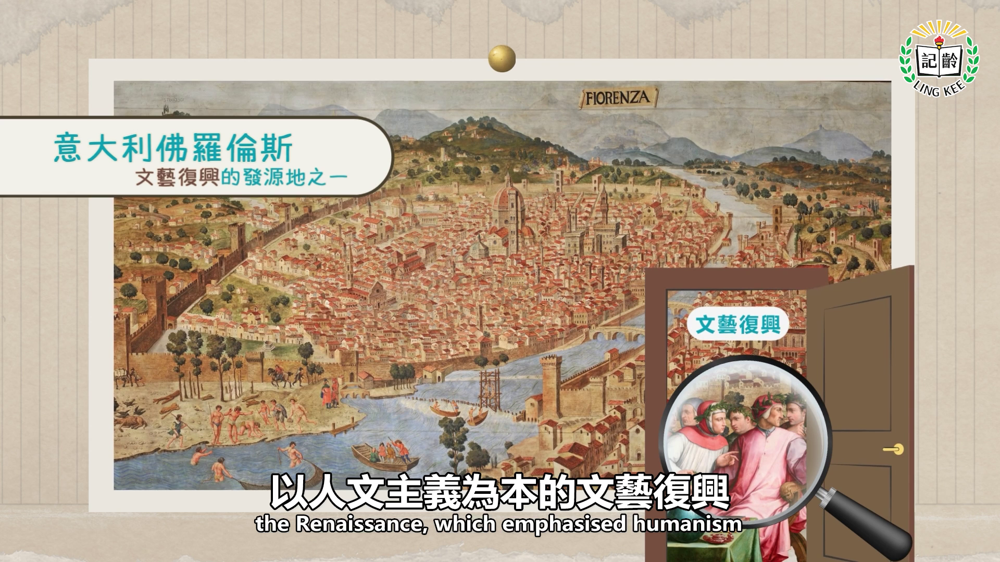 記齡
LING KEE
FIORENZA
意大利佛羅倫斯
文藝復興的發源地之一
文藝復興
以人文主義為本的文藝復興
the Renaissance, which emphasised humanism